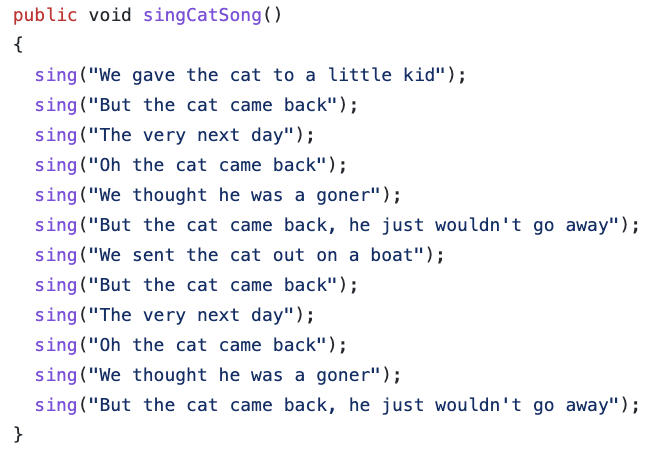 public void singCatSong()
{
  sing("We gave the cat to a little kid");
  sing("But the cat came back");
  sing("The very next day");
  sing("Oh the cat came back");
  sing("We thought he was a goner");
  sing("But the cat came back, he just wouldn't go away");
  sing("We sent the cat out on a boat");
  sing("But the cat came back");
  sing("The very next day");
  sing("Oh the cat came back");
  sing("We thought he was a goner");
  sing("But the cat came back, he just wouldn't go away");
}